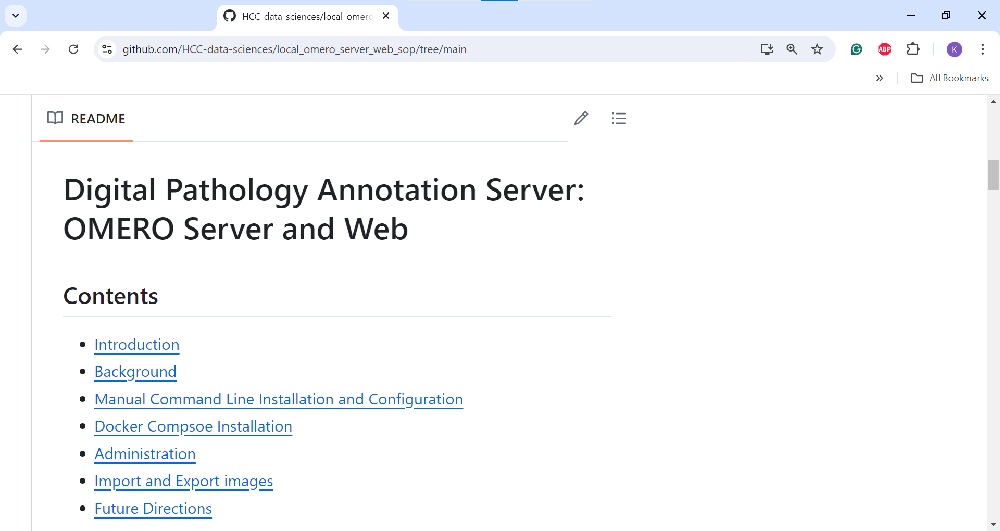 HCC-data-sciences/local_omero
github.com/HCC-data-sciences/local_omero_server_web_sop/tree/main
ABP
K
All Bookmarks
README
Digital Pathology Annotation Server:
OMERO Server and Web
Contents
Introduction
Background
Manual Command Line Installation and Configuration
Docker Compsoe Installation
Administration
Import and Export images
Future Directions